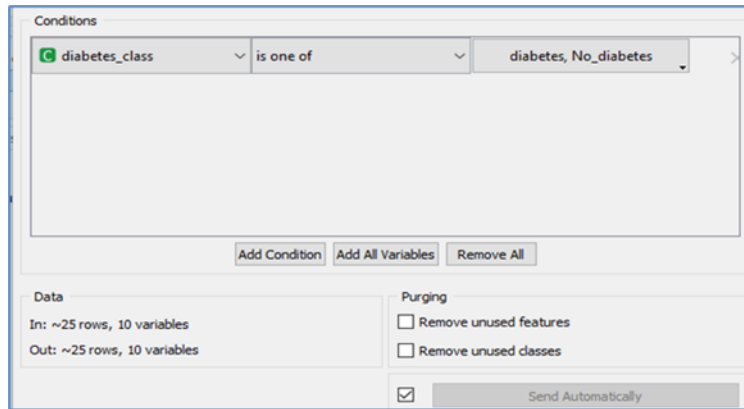 Conditions
C diabetes_class is one of diabetes, No_diabetes
Add Condition Add All Variables Remove All
Data
In: ~25 rows, 10 variables
Out: ~25 rows, 10 variables
Purging
Remove unused features
Remove unused classes
Send Automatically